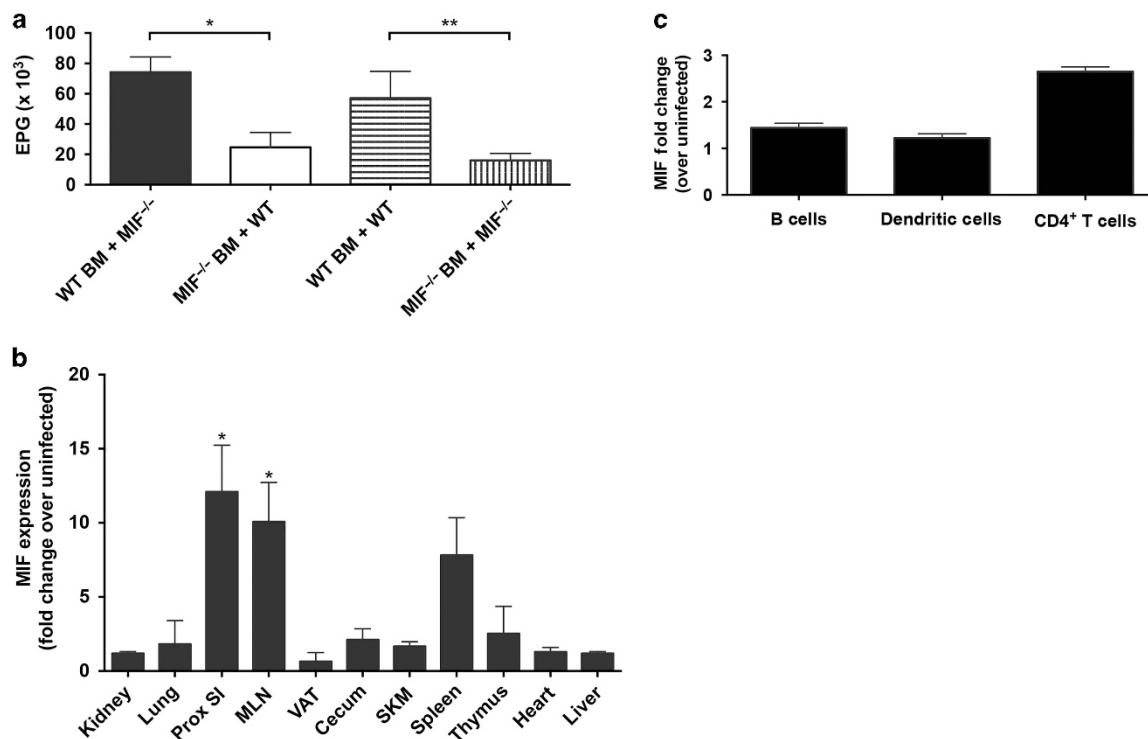 a
EPG (x 10³)
100
80
60
40
20
0
*
**
WT BM + MIF⁻/⁻
MIF⁻/⁻ BM + WT
WT BM + WT
MIF⁻/⁻ BM + MIF⁻/⁻
c
MIF fold change
(over uninfected)
3
2
1
0
B cells
Dendritic cells
CD4⁺ T cells
b
MIF expression
(fold change over uninfected)
20
15
10
5
0
*
*
Kidney
Lung
Prox SI
MLN
VAT
Cecum
SKM
Spleen
Thymus
Heart
Liver